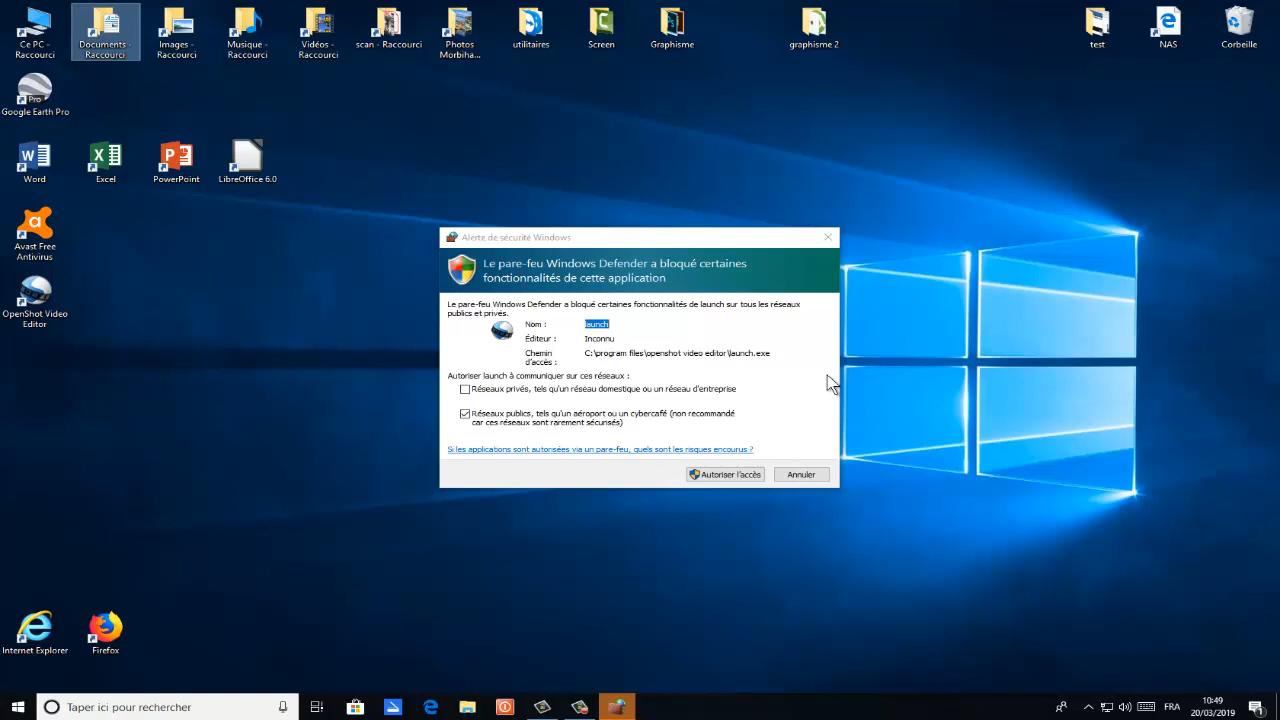 Ce PC -
Raccourci
Documents -
Raccourci
Images -
Raccourci
Musique -
Raccourci
Vidéos -
Raccourci
scan - Raccourci
Photos
Morbiha...
utilitaires
Screen
Graphisme
graphisme 2
test
NAS
Corbeille
Pro
Google Earth Pro
Word
Excel
PowerPoint
LibreOffice 6.0
Avast Free
Antivirus
OpenShot Video
Editor
Alerte de sécurité Windows
Le pare-feu Windows Defender a bloqué certaines
fonctionnalités de cette application
Le pare-feu Windows Defender a bloqué certaines fonctionnalités de launch sur tous les réseaux
publics et privés.
Nom : launch
Éditeur : Inconnu
Chemin C:\program files\openshot video editor\launch.exe
d'accès :
Autoriser launch à communiquer sur ces réseaux :
Réseaux privés, tels qu'un réseau domestique ou un réseau d'entreprise
Réseaux publics, tels qu'un aéroport ou un cybercafé (non recommandé
car ces réseaux sont rarement sécurisés)
Si les applications sont autorisées via un pare-feu, quels sont les risques encourus ?
Autoriser l'accès
Annuler
Internet Explorer
Firefox
Taper ici pour rechercher
FRA
10:49
20/03/2019